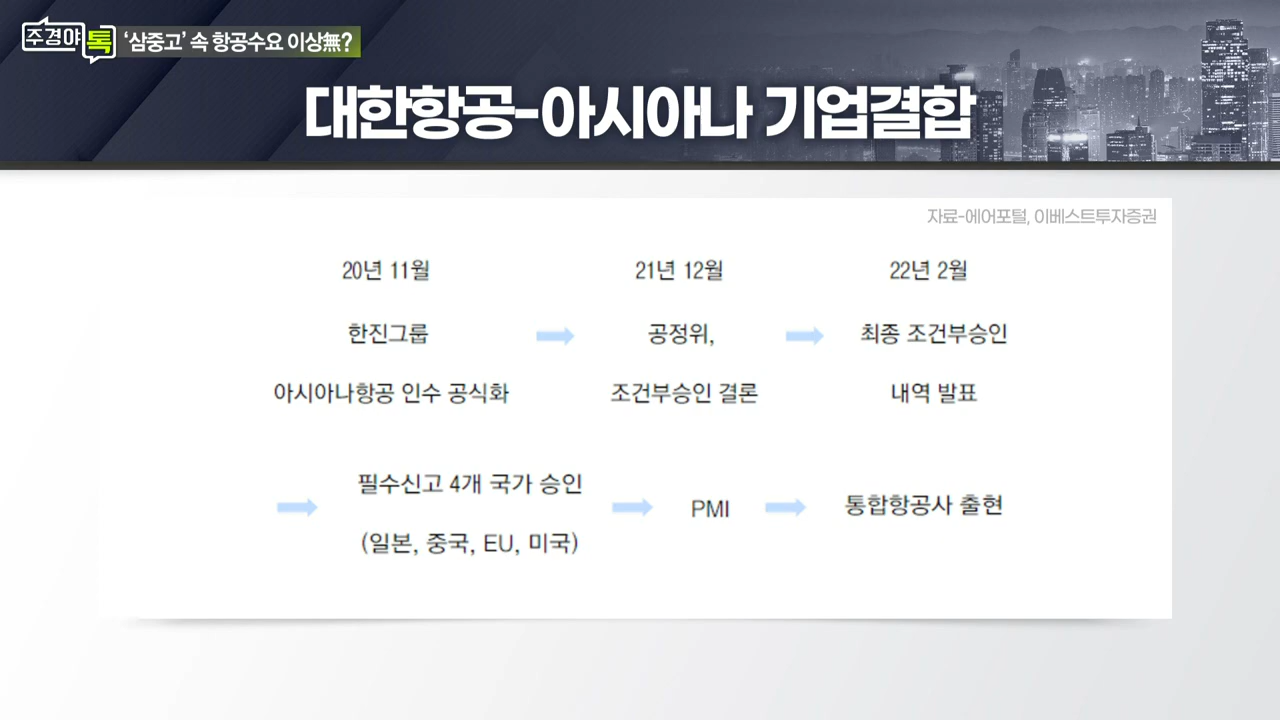 주경야톡 '삼중고' 속 항공수요 이상無?
대한항공-아시아나 기업결합
자료-에어포털, 이베스트투자증권
20년 11월
한진그룹
아시아나항공 인수 공식화
21년 12월
공정위,
조건부승인 결론
22년 2월
최종 조건부승인
내역 발표
필수신고 4개 국가 승인
(일본, 중국, EU, 미국)
PMI
통합항공사 출현